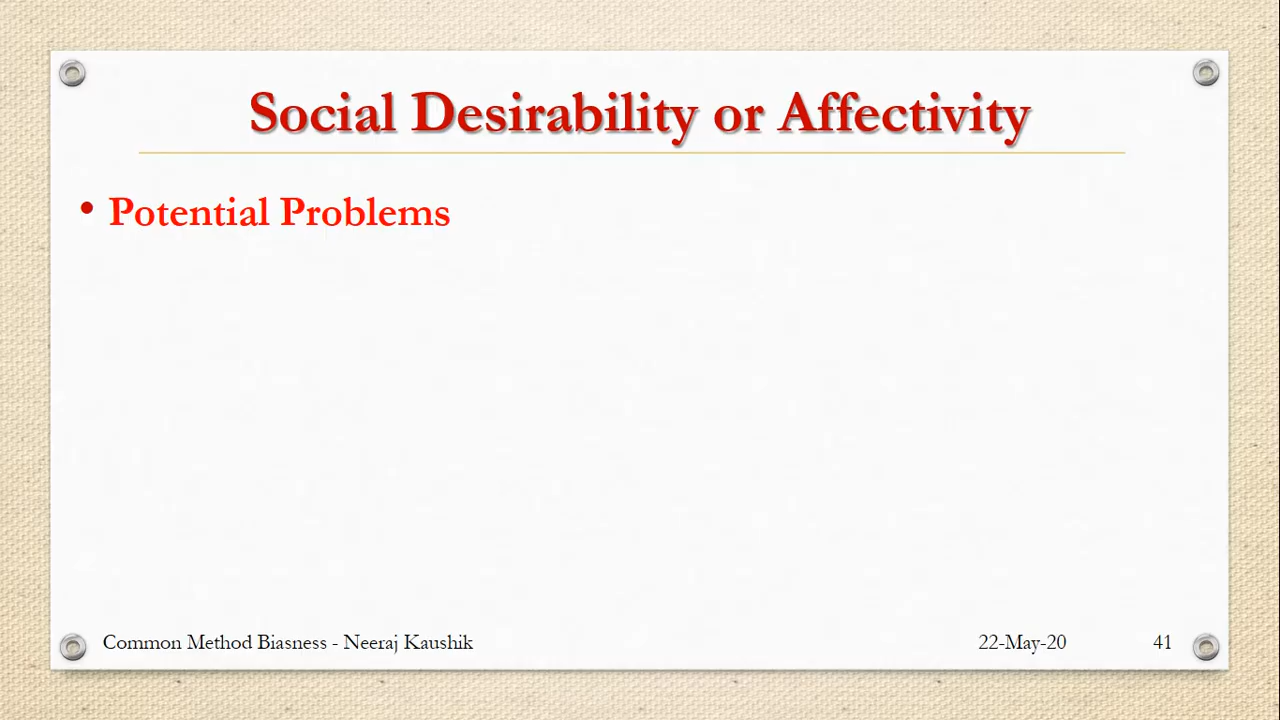 Social Desirability or Affectivity
• Potential Problems
Common Method Biasness - Neeraj Kaushik
22-May-20
41